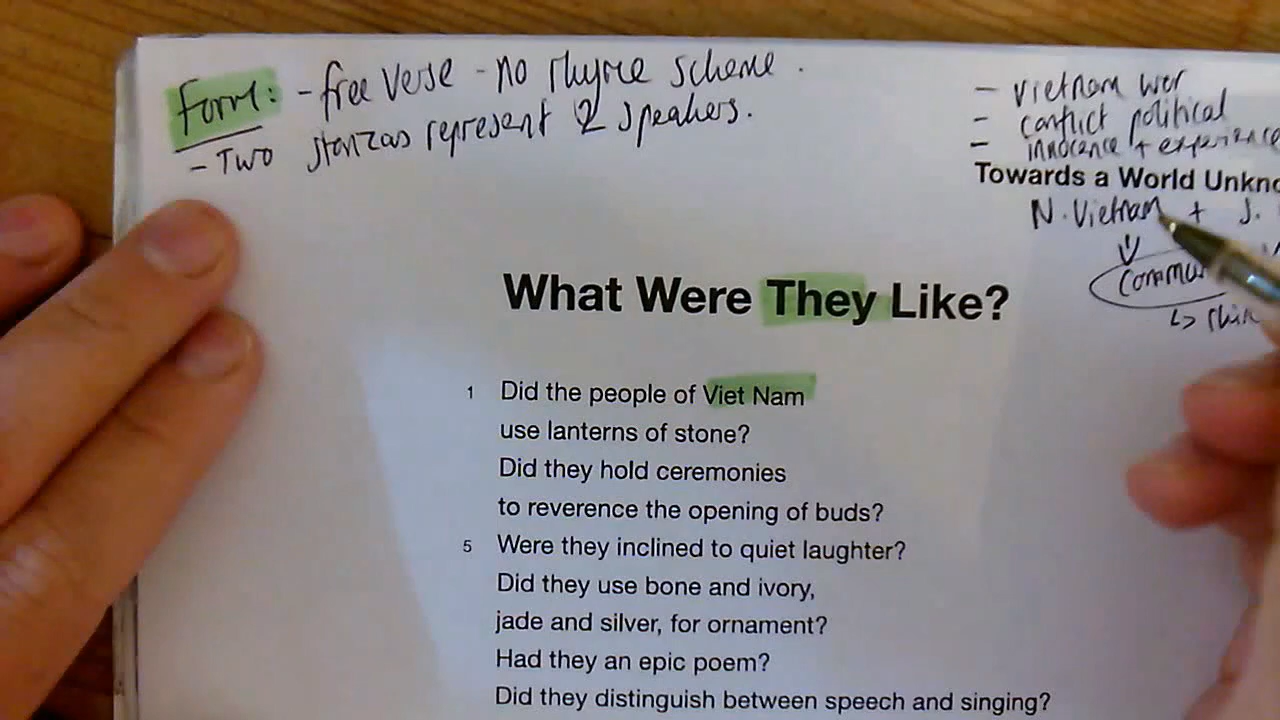 Form: - free verse - no rhyme scheme.
- Two stanzas represent 2 speakers.
- Vietnam war
- conflict political
- innocence + experience
Towards a World Unkno
N. Vietnam + S.
Commun
What Were They Like?
1 Did the people of Viet Nam
use lanterns of stone?
Did they hold ceremonies
to reverence the opening of buds?
5 Were they inclined to quiet laughter?
Did they use bone and ivory,
jade and silver, for ornament?
Had they an epic poem?
Did they distinguish between speech and singing?